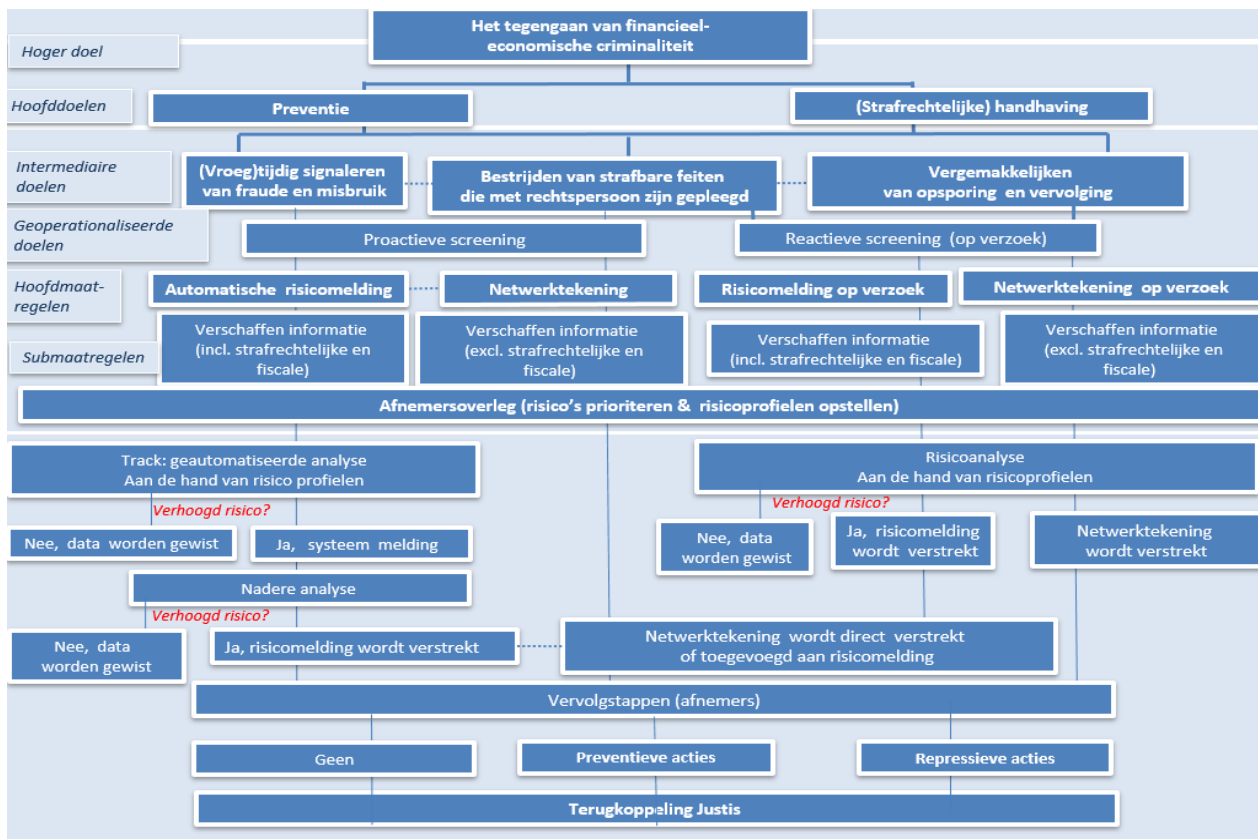 Het tegengaan van financieel-
economische criminaliteit
Hoger doel
Hoofddoelen
Preventie
(Strafrechtelijke) handhaving
Intermediaire
doelen
(Vroeg)tijdig signaleren
van fraude en misbruik
Bestrijden van strafbare feiten
die met rechtspersoon zijn gepleegd
Vergemakkelijken
van opsporing en vervolging
Geoperationaliseerde
doelen
Proactieve screening
Reactieve screening (op verzoek)
Hoofdmaat-
regelen
Automatische risicomelding
Netwerktekening
Risicomelding op verzoek
Netwerktekening op verzoek
Submaatregelen
Verschaffen informatie
(incl. strafrechtelijke en
fiscale)
Verschaffen informatie
(excl. strafrechtelijke en
fiscale)
Verschaffen informatie
(incl. strafrechtelijke en fiscale)
Verschaffen informatie
(excl. strafrechtelijke en
fiscale)
Afnemersoverleg (risico's prioriteren & risicoprofielen opstellen)
Track: geautomatiseerde analyse
Aan de hand van risico profielen
Risicoanalyse
Aan de hand van risicoprofielen
Verhoogd risico?
Verhoogd risico?
Nee, data worden gewist
Ja, systeem melding
Nee, data
worden gewist
Ja, risicomelding
wordt verstrekt
Netwerktekening
wordt verstrekt
Nadere analyse
Verhoogd risico?
Nee, data
worden gewist
Ja, risicomelding wordt verstrekt
Netwerktekening wordt direct verstrekt
of toegevoegd aan risicomelding
Vervolgstappen (afnemers)
Geen
Preventieve acties
Repressieve acties
Terugkoppeling Justis